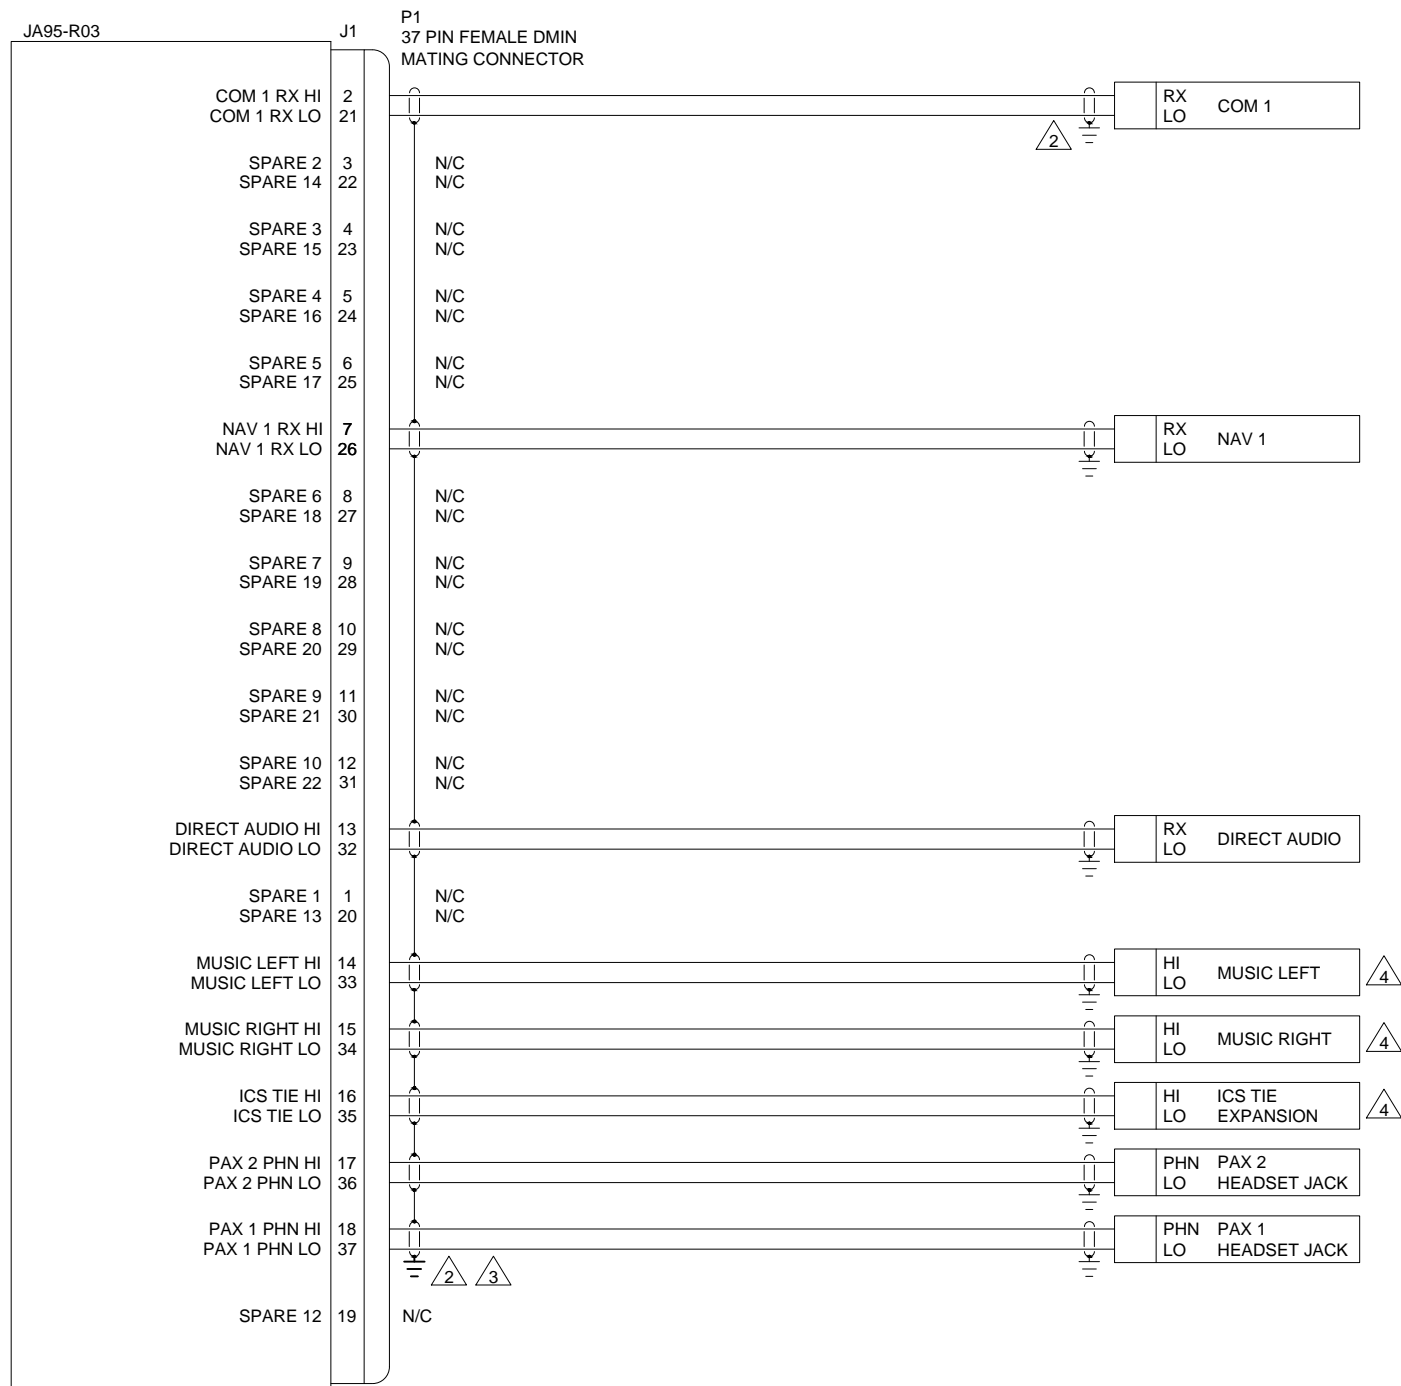 JA95-R03 J1 P1
37 PIN FEMALE DMIN
MATING CONNECTOR
COM 1 RX HI 2 RX COM 1
COM 1 RX LO 21 LO
2
SPARE 2 3 N/C
SPARE 14 22 N/C
SPARE 3 4 N/C
SPARE 15 23 N/C
SPARE 4 5 N/C
SPARE 16 24 N/C
SPARE 5 6 N/C
SPARE 17 25 N/C
NAV 1 RX HI 7 RX NAV 1
NAV 1 RX LO 26 LO
SPARE 6 8 N/C
SPARE 18 27 N/C
SPARE 7 9 N/C
SPARE 19 28 N/C
SPARE 8 10 N/C
SPARE 20 29 N/C
SPARE 9 11 N/C
SPARE 21 30 N/C
SPARE 10 12 N/C
SPARE 22 31 N/C
DIRECT AUDIO HI 13 RX DIRECT AUDIO
DIRECT AUDIO LO 32 LO
SPARE 1 1 N/C
SPARE 13 20 N/C
MUSIC LEFT HI 14 HI MUSIC LEFT 4
MUSIC LEFT LO 33 LO
MUSIC RIGHT HI 15 HI MUSIC RIGHT 4
MUSIC RIGHT LO 34 LO
ICS TIE HI 16 HI ICS TIE 4
ICS TIE LO 35 LO EXPANSION
PAX 2 PHN HI 17 PHN PAX 2
PAX 2 PHN LO 36 LO HEADSET JACK
PAX 1 PHN HI 18 PHN PAX 1
PAX 1 PHN LO 37 LO HEADSET JACK
2 3
SPARE 12 19 N/C